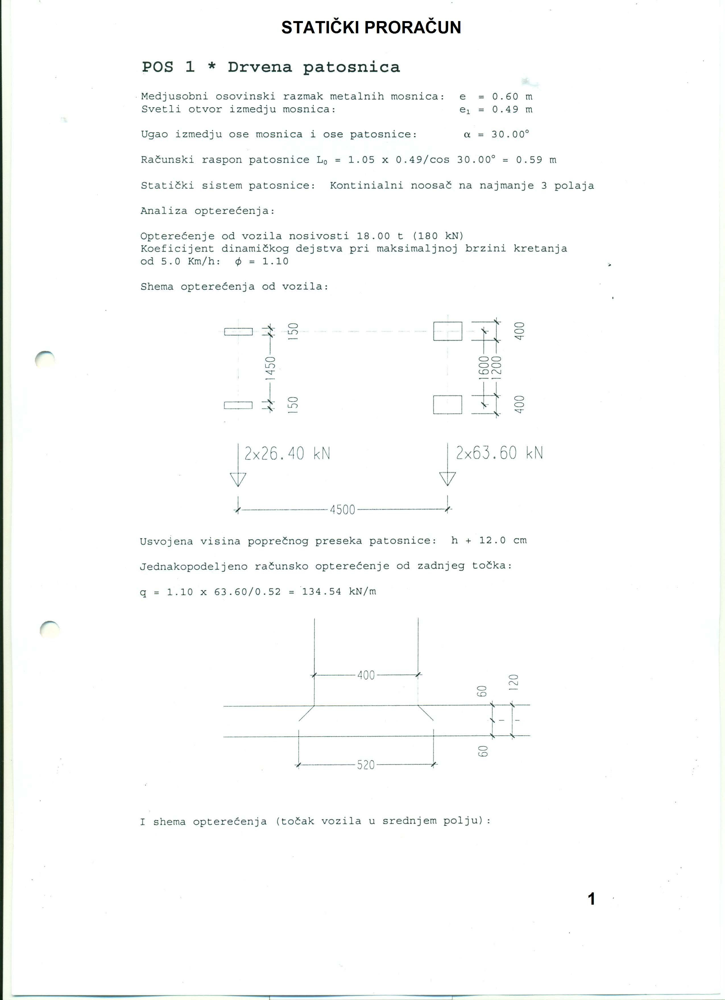 STATIČKI PRORAČUN
POS 1 * Drvena patosnica
Medjusobni osovinski razmak metalnih mosnica: e = 0.60 m
Svetli otvor izmedju mosnica: e₁ = 0.49 m
Ugao izmedju ose mosnica i ose patosnice: α = 30.00°
Računski raspon patosnice L₀ = 1.05 x 0.49/cos 30.00° = 0.59 m
Statički sistem patosnice: Kontinialni noosač na najmanje 3 polaja
Analiza opterećenja:
Opterećenje od vozila nosivosti 18.00 t (180 kN)
Koeficijent dinamičkog dejstva pri maksimaljnoj brzini kretanja
od 5.0 Km/h: ϕ = 1.10
Shema opterećenja od vozila:
150
400
1450
1600
1200
150
400
2x26.40 kN
2x63.60 kN
4500
Usvojena visina poprečnog preseka patosnice: h + 12.0 cm
Jednakopodeljeno računsko opterećenje od zadnjeg točka:
q = 1.10 x 63.60/0.52 = 134.54 kN/m
400
60
120
60
520
I shema opterećenja (točak vozila u srednjem polju):
1